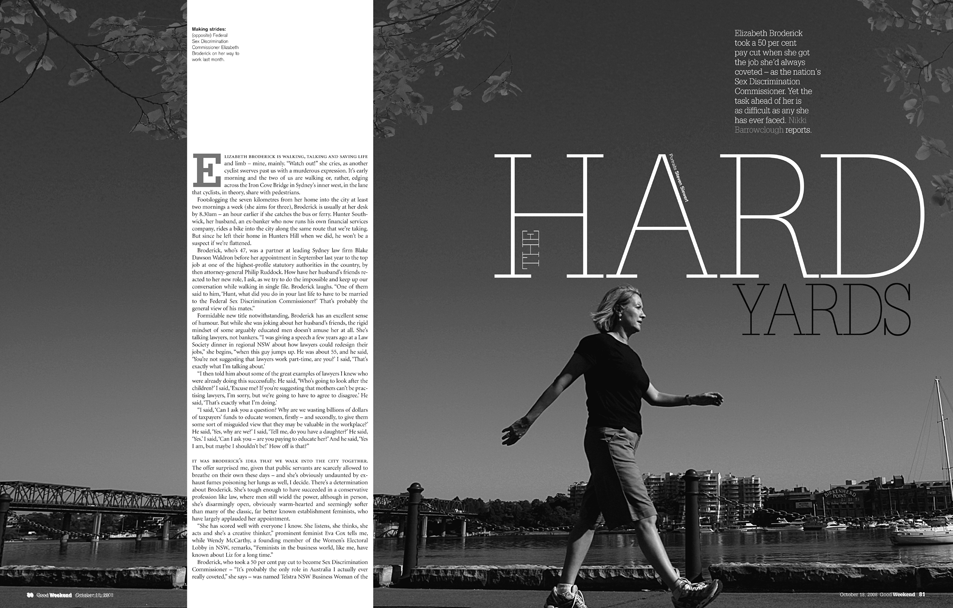 Making strides:
(opposite) Federal
Sex Discrimination
Commissioner Elizabeth
Broderick on her way to
work last month.
ELIZABETH BRODERICK IS WALKING, TALKING AND SAVING LIFE
and limb – mine, mainly. "Watch out!" she cries, as another
cyclist swerves past us with a murderous expression. It's early
morning and the two of us are walking or, rather, edging
across the Iron Cove Bridge in Sydney's inner west, in the lane
that cyclists, in theory, share with pedestrians.
Footslogging the seven kilometres from her home into the city at least
two mornings a week (she aims for three), Broderick is usually at her desk
by 8.30am – an hour earlier if she catches the bus or ferry. Hunter South-
wick, her husband, an ex-banker who now runs his own financial services
company, rides a bike into the city along the same route that we're taking.
But since he left their home in Hunters Hill when we did, he won't be a
suspect if we're flattened.
Broderick, who's 47, was a partner at leading Sydney law firm Blake
Dawson Waldron before her appointment in September last year to the top
job at one of the highest-profile statutory authorities in the country, by
then attorney-general Philip Ruddock. How have her husband's friends re-
acted to her new role, I ask, as we try to do the impossible and keep up our
conversation while walking in single file. Broderick laughs. "One of them
said to him, 'Hunt, what did you do in your last life to have to be married
to the Federal Sex Discrimination Commissioner?' That's probably the
general view of his mates."
Formidable new title notwithstanding, Broderick has an excellent sense
of humour. But while she was joking about her husband's friends, the rigid
mindset of some arguably educated men doesn't amuse her at all. She's
talking lawyers, not bankers. "I was giving a speech a few years ago at a Law
Society dinner in regional NSW about how lawyers could redesign their
jobs," she begins, "when this guy jumps up. He was about 55, and he said,
'You're not suggesting that lawyers work part-time, are you?' I said, 'That's
exactly what I'm talking about.'
"I then told him about some of the great examples of lawyers I knew who
were already doing this successfully. He said, 'Who's going to look after the
children?' I said, 'Excuse me? If you're suggesting that mothers can't be prac-
tising lawyers, I'm sorry, but we're going to have to agree to disagree.' He
said, 'That's exactly what I'm doing.'
"I said, 'Can I ask you a question? Why are we wasting billions of dollars
of taxpayers' funds to educate women, firstly – and secondly, to give them
some sort of misguided view that they may be valuable in the workplace?'
He said, 'Yes, why are we?' I said, 'Tell me, do you have a daughter?' He said,
'Yes.' I said, 'Can I ask you – are you paying to educate her?' And he said, 'Yes
I am, but maybe I shouldn't be.' How off is that?"
IT WAS BRODERICK'S IDEA THAT WE WALK INTO THE CITY TOGETHER.
The offer surprised me, given that public servants are scarcely allowed to
breathe on their own these days – and she's obviously undaunted by ex-
haust fumes poisoning her lungs as well, I decide. There's a determination
about Broderick. She's tough enough to have succeeded in a conservative
profession like law, where men still wield the power, although in person,
she's disarmingly open, obviously warm-hearted and seemingly softer
than many of the classic, far better known establishment feminists, who
have largely applauded her appointment.
"She has scored well with everyone I know. She listens, she thinks, she
acts and she's a creative thinker," prominent feminist Eva Cox tells me,
while Wendy McCarthy, a founding member of the Women's Electoral
Lobby in NSW, remarks, "Feminists in the business world, like me, have
known about Liz for a long time."
Broderick, who took a 50 per cent pay cut to become Sex Discrimination
Commissioner – "It's probably the only role in Australia I actually ever
really coveted," she says – was named Telstra NSW Business Woman of the
Good Weekend
Elizabeth Broderick
took a 50 per cent
pay cut when she got
the job she'd always
coveted – as the nation's
Sex Discrimination
Commissioner. Yet the
task ahead of her is
as difficult as any she
has ever faced. Nikki
Barrowclough reports.
THE
HARD
YARDS
October 18, 2008 Good Weekend 51